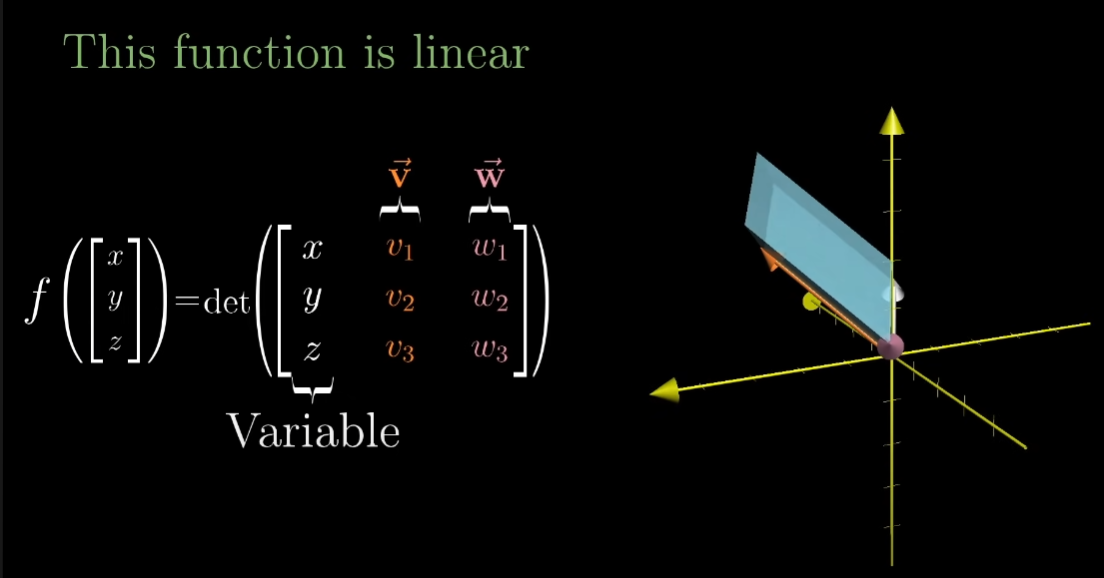 This function is linear
v⃗ w⃗
f([x y z]) = det([x v₁ w₁
y v₂ w₂
z v₃ w₃])
Variable